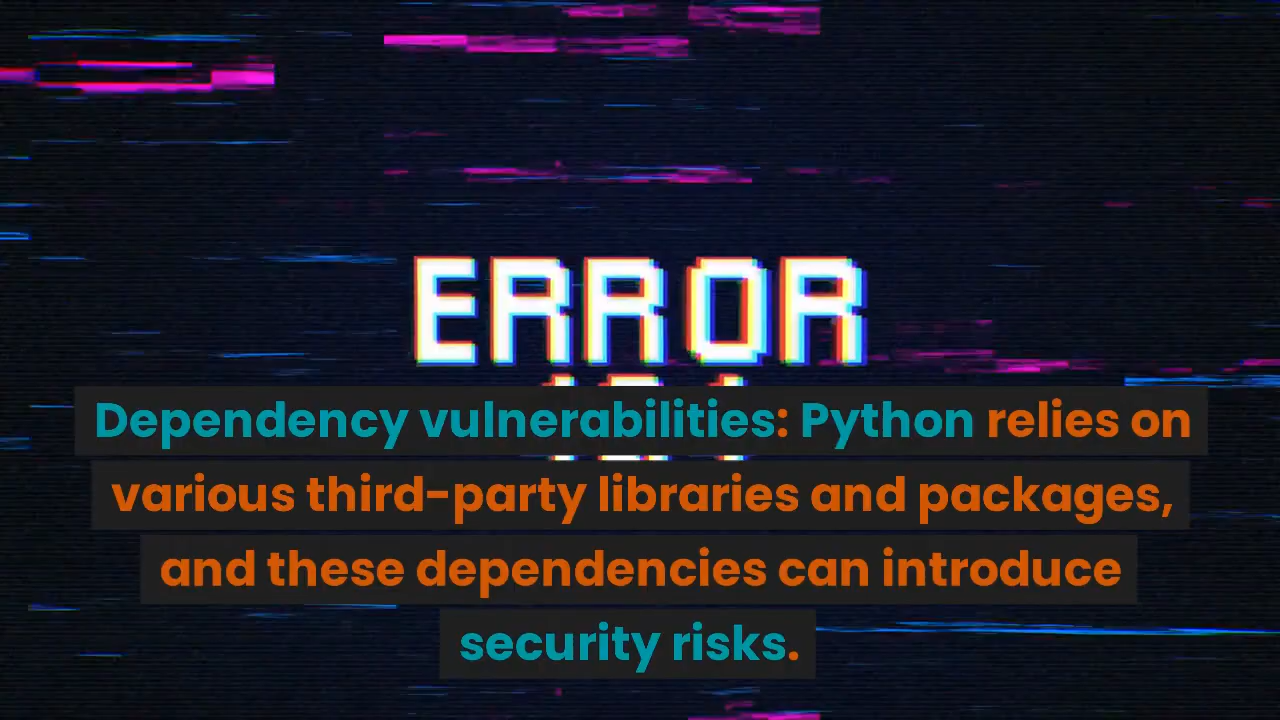 ERROR
Dependency vulnerabilities: Python relies on
various third-party libraries and packages,
and these dependencies can introduce
security risks.